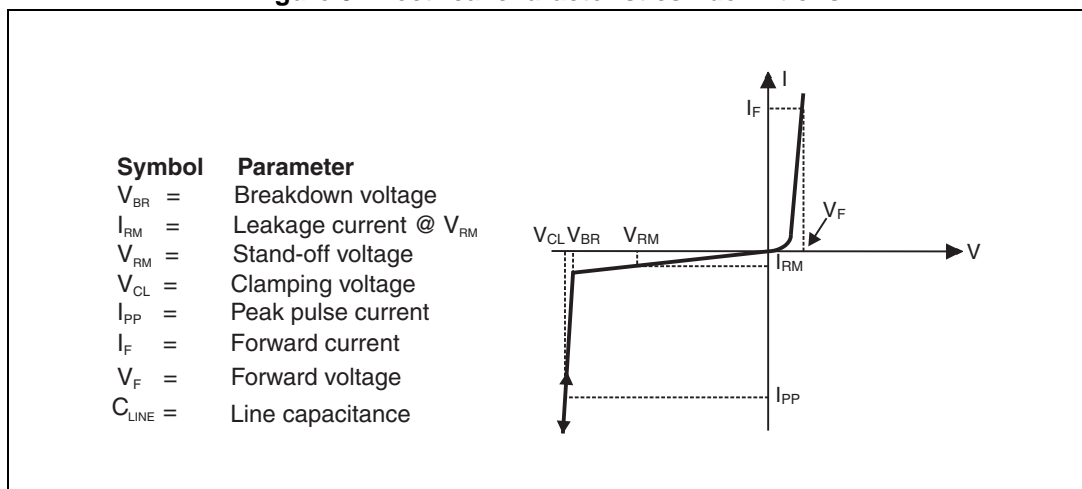 Symbol Parameter
V_BR = Breakdown voltage
I_RM = Leakage current @ V_RM
V_RM = Stand-off voltage
V_CL = Clamping voltage
I_PP = Peak pulse current
I_F = Forward current
V_F = Forward voltage
C_LINE = Line capacitance
I
I_F
V_F
V_CL V_BR V_RM
V
I_RM
I_PP